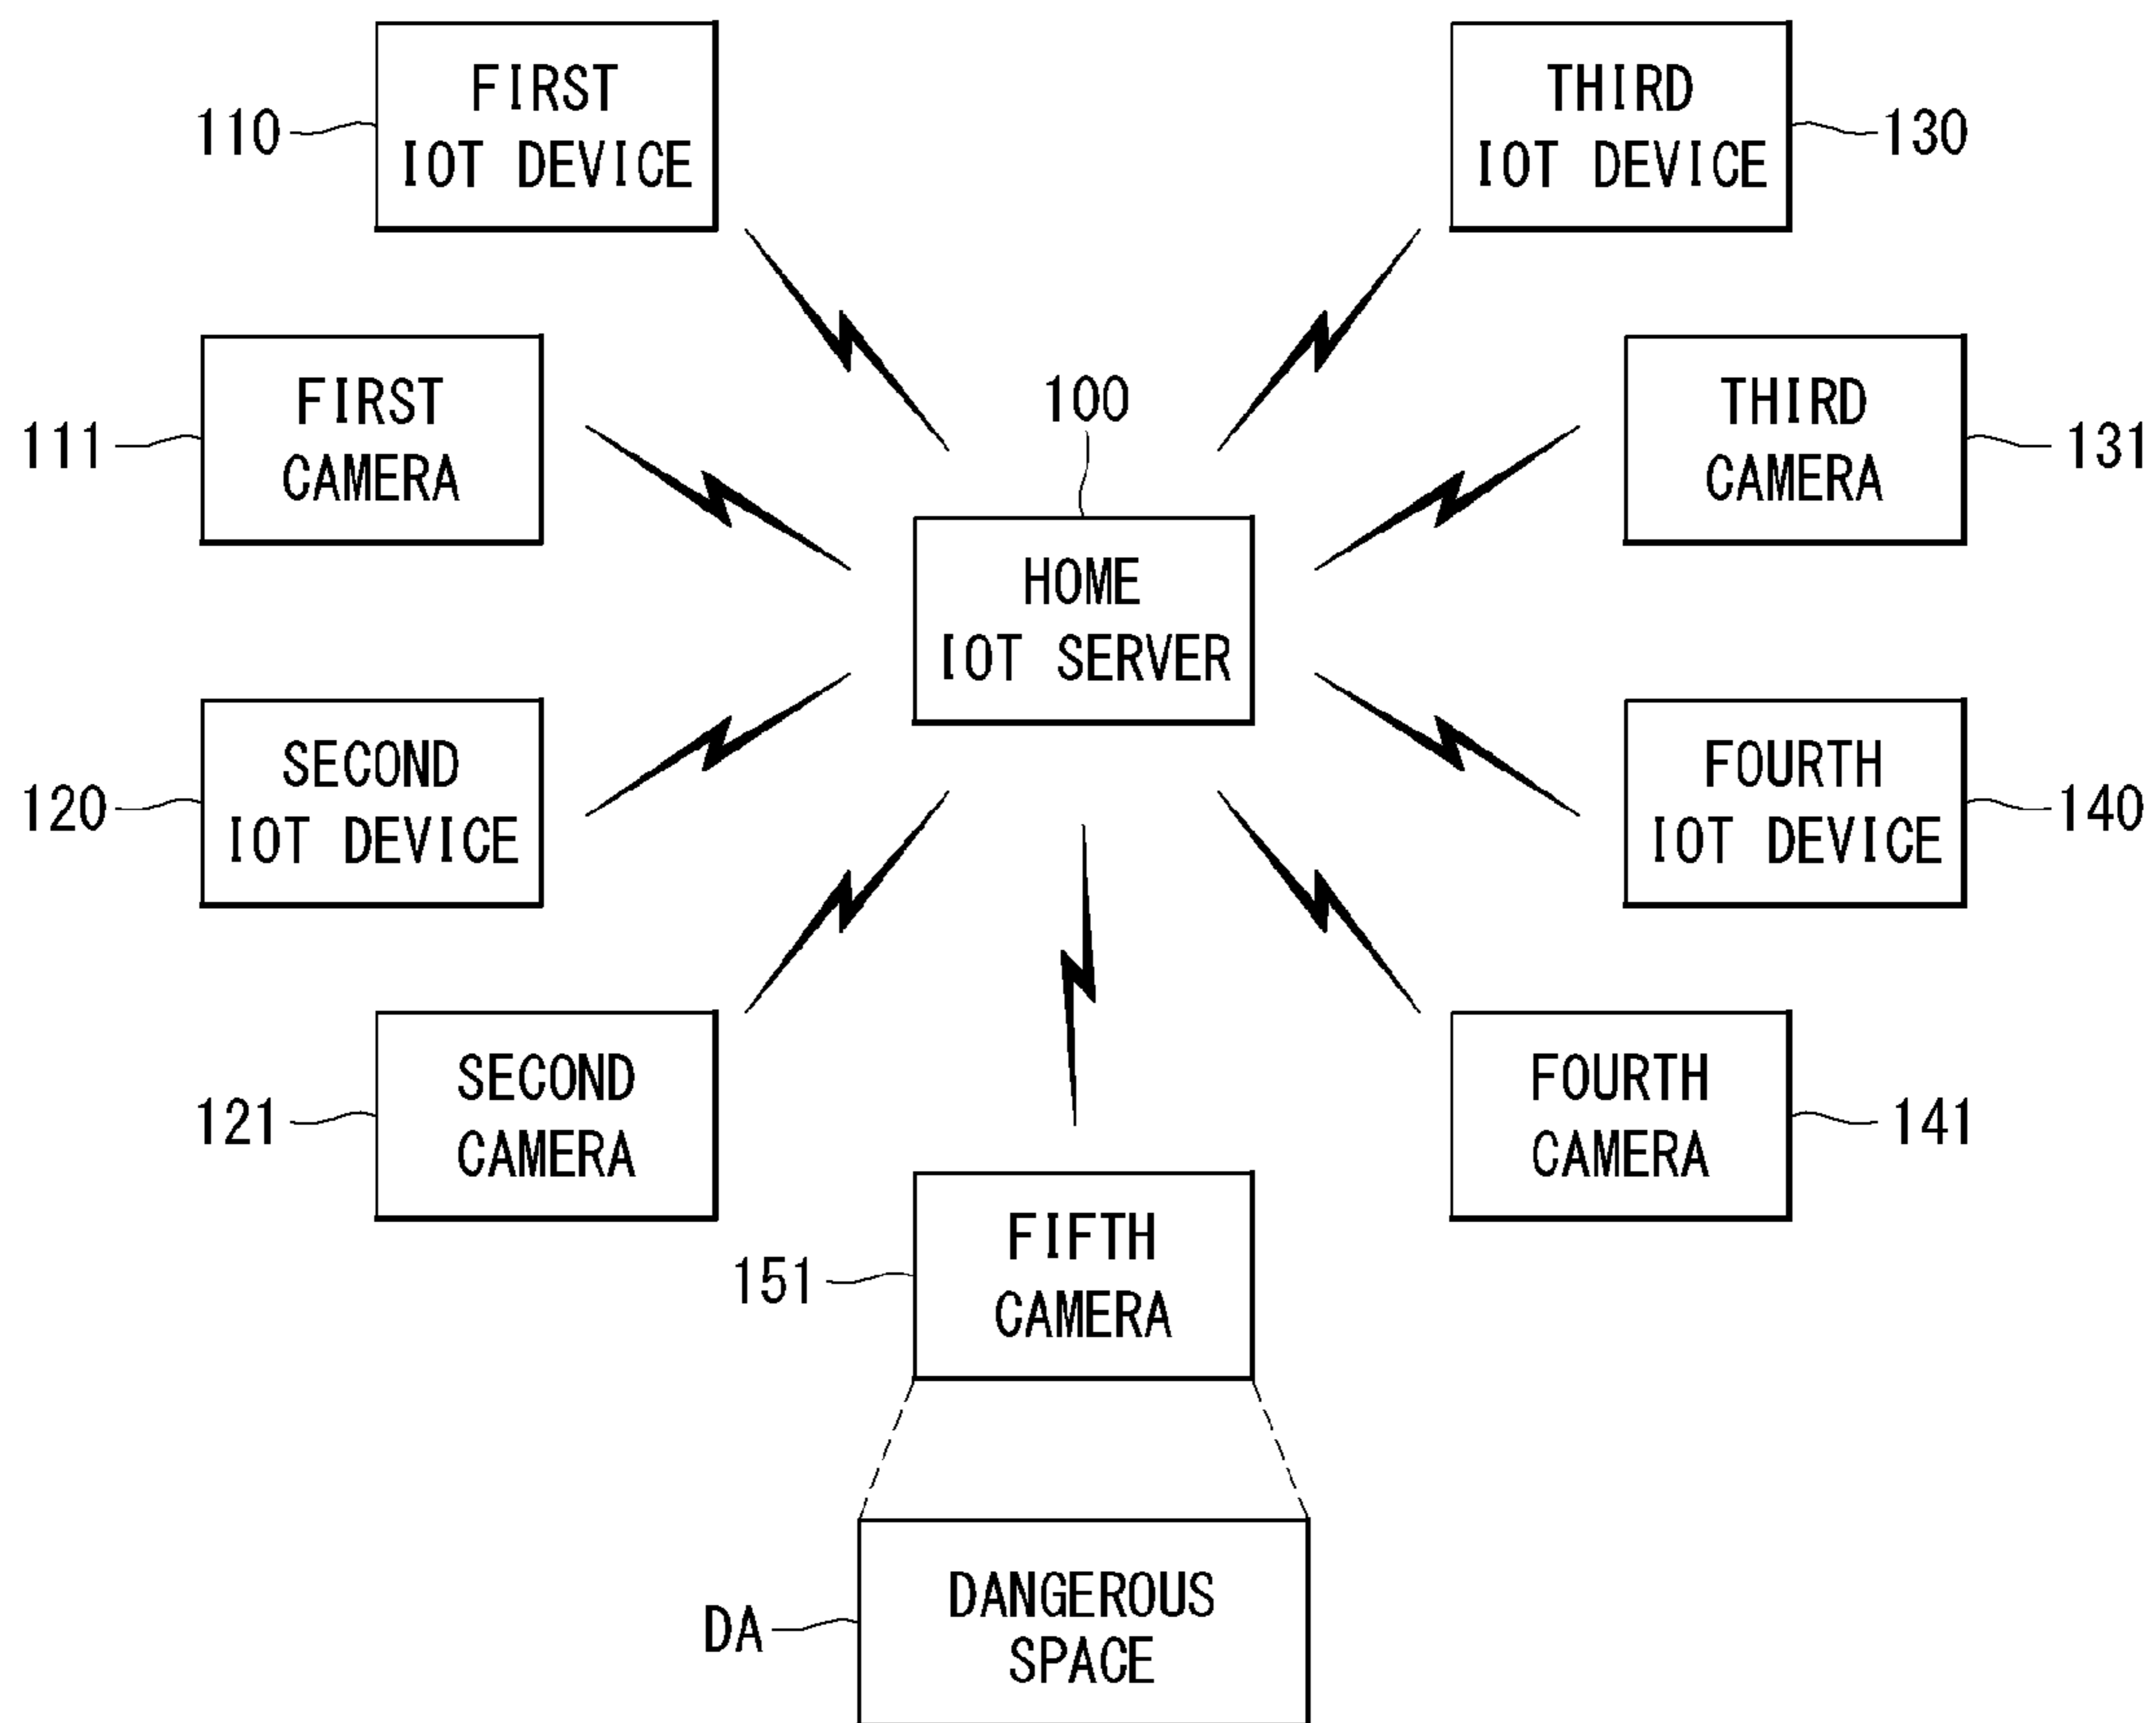 110
FIRST
IOT DEVICE
THIRD
IOT DEVICE
130
111
FIRST
CAMERA
100
THIRD
CAMERA
131
HOME
IOT SERVER
120
SECOND
IOT DEVICE
FOURTH
IOT DEVICE
140
121
SECOND
CAMERA
FOURTH
CAMERA
141
151
FIFTH
CAMERA
DA
DANGEROUS
SPACE